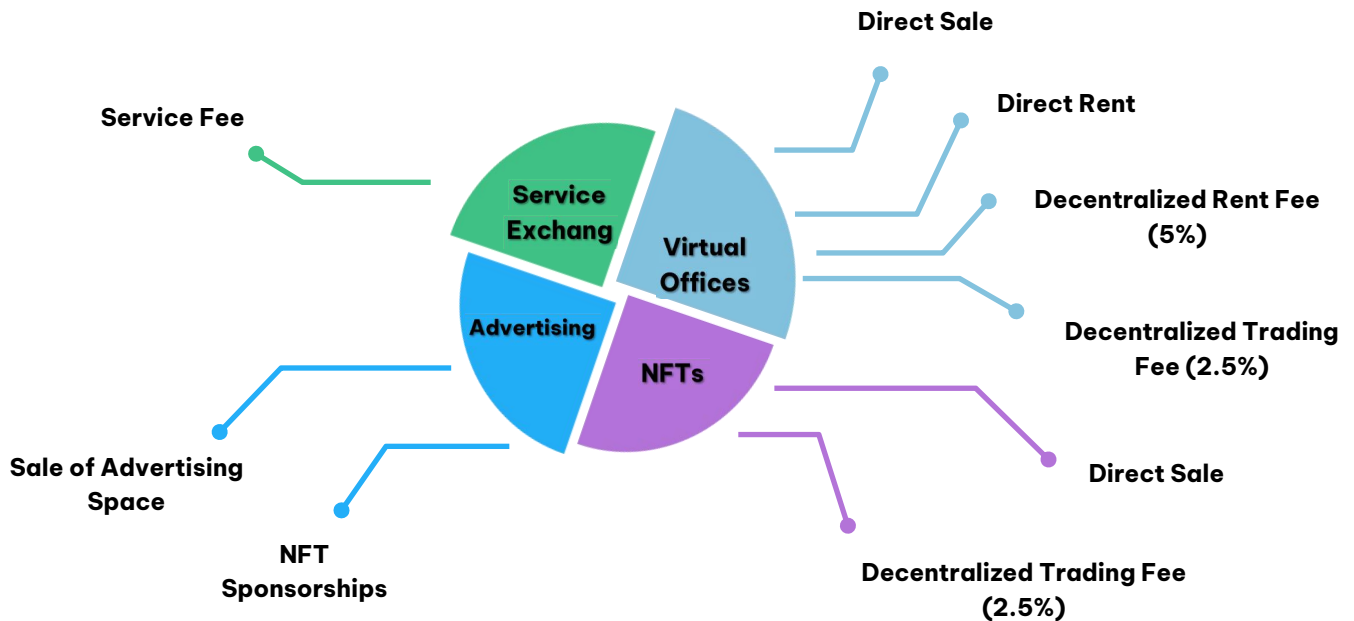 Direct Sale
Direct Rent
Service Fee
Service
Exchang
Virtual
Offices
Decentralized Rent Fee
(5%)
Advertising
NFTs
Decentralized Trading
Fee (2.5%)
Sale of Advertising
Space
Direct Sale
NFT
Sponsorships
Decentralized Trading Fee
(2.5%)